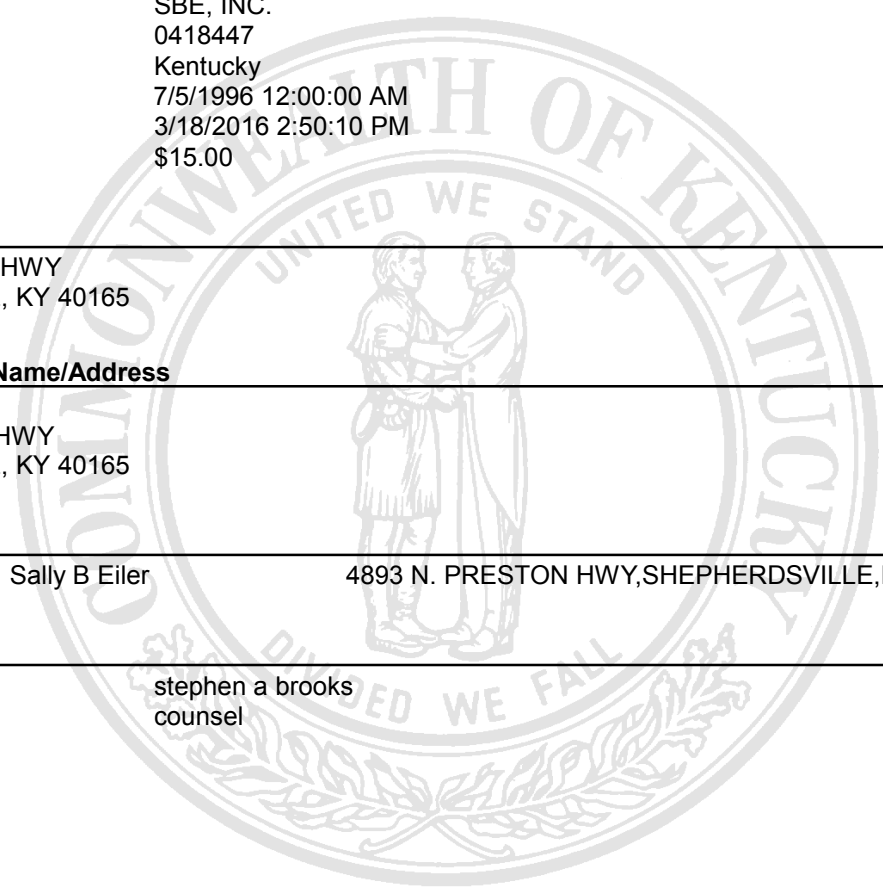 SBE, INC.
0418447
Kentucky
7/5/1996 12:00:00 AM
3/18/2016 2:50:10 PM
$15.00
COMMONWEALTH OF KENTUCKY
UNITED WE STAND
HWY
, KY 40165
Name/Address
HWY
, KY 40165
Sally B Eiler 4893 N. PRESTON HWY,SHEPHERDSVILLE,
DIVIDED WE FALL
stephen a brooks
counsel